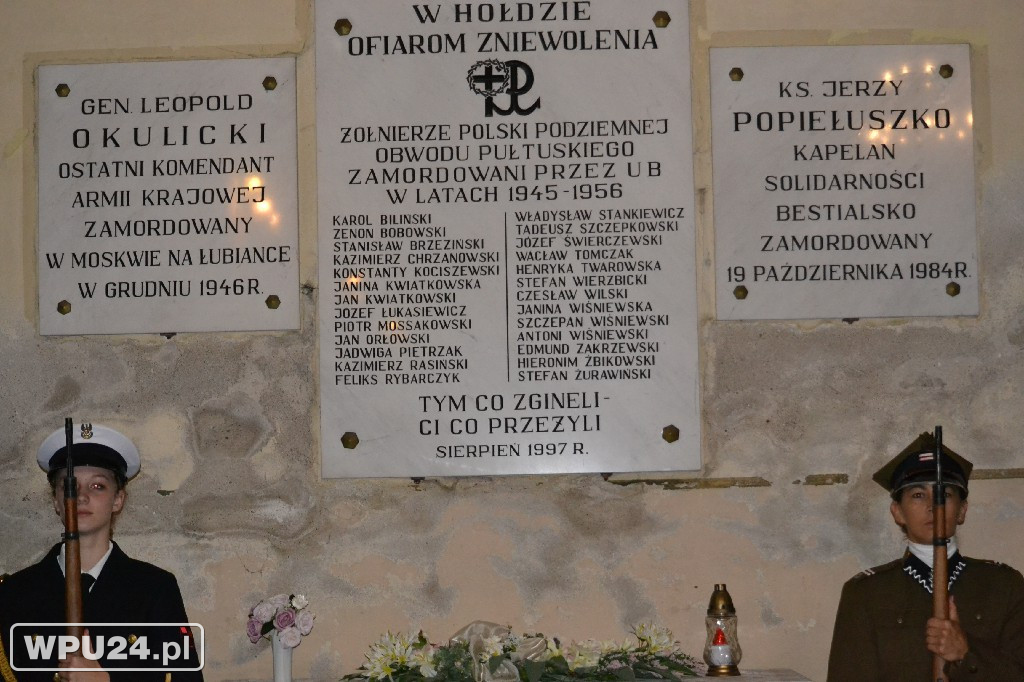 GEN. LEOPOLD
OKULICKI
OSTATNI KOMENDANT
ARMII KRAJOWEJ
ZAMORDOWANY
W MOSKWIE NA ŁUBIANCE
W GRUDNIU 1946 R.
W HOŁDZIE
OFIAROM ZNIEWOLENIA
ŻOŁNIERZE POLSKI PODZIEMNEJ
OBWODU PUŁTUSKIEGO
ZAMORDOWANI PRZEZ UB
W LATACH 1945-1956
KAROL BILIŃSKI
ZENON BOBOWSKI
STANISŁAW BRZEZIŃSKI
KAZIMIERZ CHRZANOWSKI
KONSTANTY KOCISZEWSKI
JANINA KWIATKOWSKA
JAN KWIATKOWSKI
JÓZEF ŁUKASIEWICZ
PIOTR MOSSAKOWSKI
JAN ORŁOWSKI
JADWIGA PIETRZAK
KAZIMIERZ RASIŃSKI
FELIKS RYBARCZYK
WŁADYSŁAW STANKIEWICZ
TADEUSZ SZCZEPKOWSKI
JÓZEF ŚWIERCZEWSKI
WACŁAW TOMCZAK
HENRYKA TWAROWSKA
STEFAN WIERZBICKI
CZESŁAW WILSKI
JANINA WIŚNIEWSKA
SZCZEPAN WIŚNIEWSKI
ANTONI WIŚNIEWSKI
EDMUND ZAKRZEWSKI
HIERONIM ŻBIKOWSKI
STEFAN ŻURAWIŃSKI
TYM CO ZGINELI-
CI CO PRZEŻYLI
SIERPIEŃ 1997 R.
KS. JERZY
POPIEŁUSZKO
KAPELAN
SOLIDARNOŚCI
BESTIALSKO
ZAMORDOWANY
19 PAŹDZIERNIKA 1984 R.
WPU24.pl